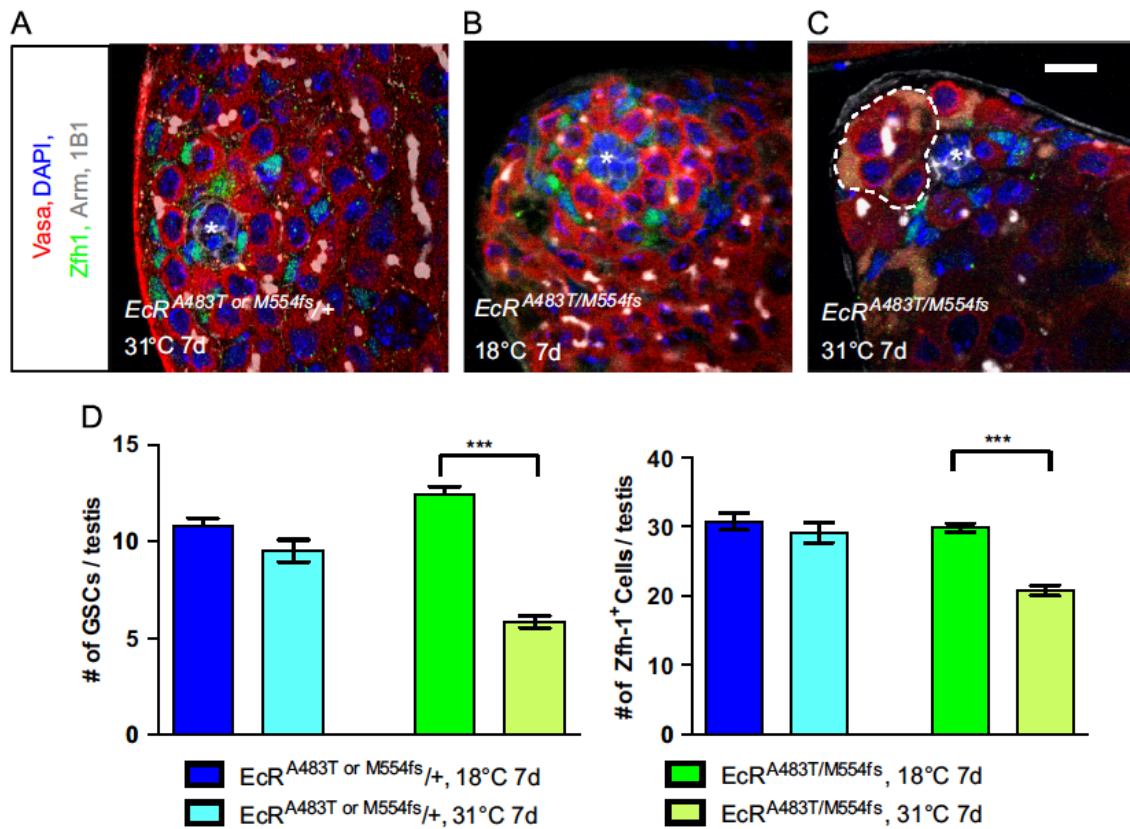 A
B
C
Vasa, DAPI,
Zfh1, Arm, 1B1
*
*
*
EcR A483T or M554fs/+
31°C 7d
EcR A483T/M554fs
18°C 7d
EcR A483T/M554fs
31°C 7d
D
# of GSCs / testis
15
10
5
0
***
# of Zfh-1+ Cells / testis
40
30
20
10
0
***
EcR A483T or M554fs/+, 18°C 7d
EcR A483T or M554fs/+, 31°C 7d
EcR A483T/M554fs, 18°C 7d
EcR A483T/M554fs, 31°C 7d